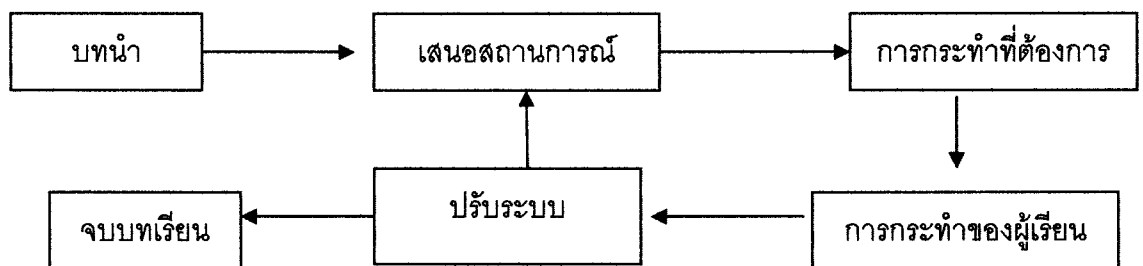 บทนำ
เสนอสถานการณ์
การกระทำที่ต้องการ
จบบทเรียน
ปรับระบบ
การกระทำของผู้เรียน